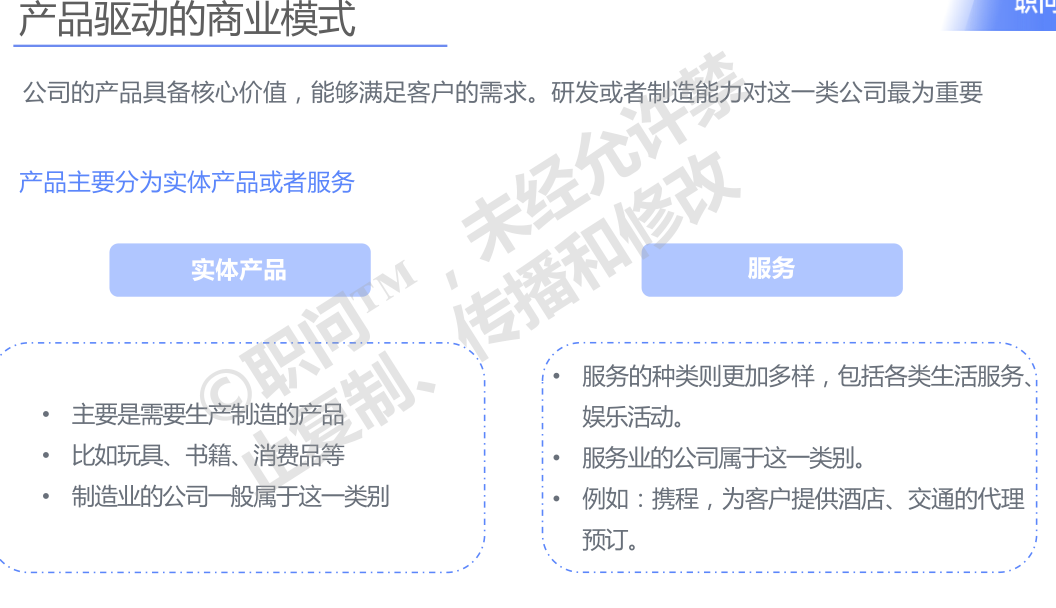 产品驱动的商业模式
职问
公司的产品具备核心价值，能够满足客户的需求。研发或者制造能力对这一类公司最为重要
产品主要分为实体产品或者服务
实体产品
服务
• 主要是需要生产制造的产品
• 比如玩具、书籍、消费品等
• 制造业的公司一般属于这一类别
• 服务的种类则更加多样，包括各类生活服务、
娱乐活动。
• 服务业的公司属于这一类别。
• 例如：携程，为客户提供酒店、交通的代理
预订。
©职问™，未经允许禁
止复制、传播和修改